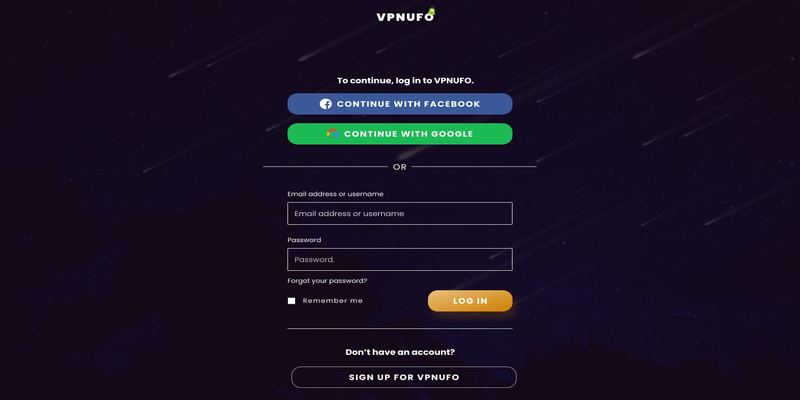 VPNUFO
To continue, log in to VPNUFO.
CONTINUE WITH FACEBOOK
CONTINUE WITH GOOGLE
OR
Email address or username
Email address or username
Password
Password.
Forgot your password?
Remember me
LOG IN
Don't have an account?
SIGN UP FOR VPNUFO